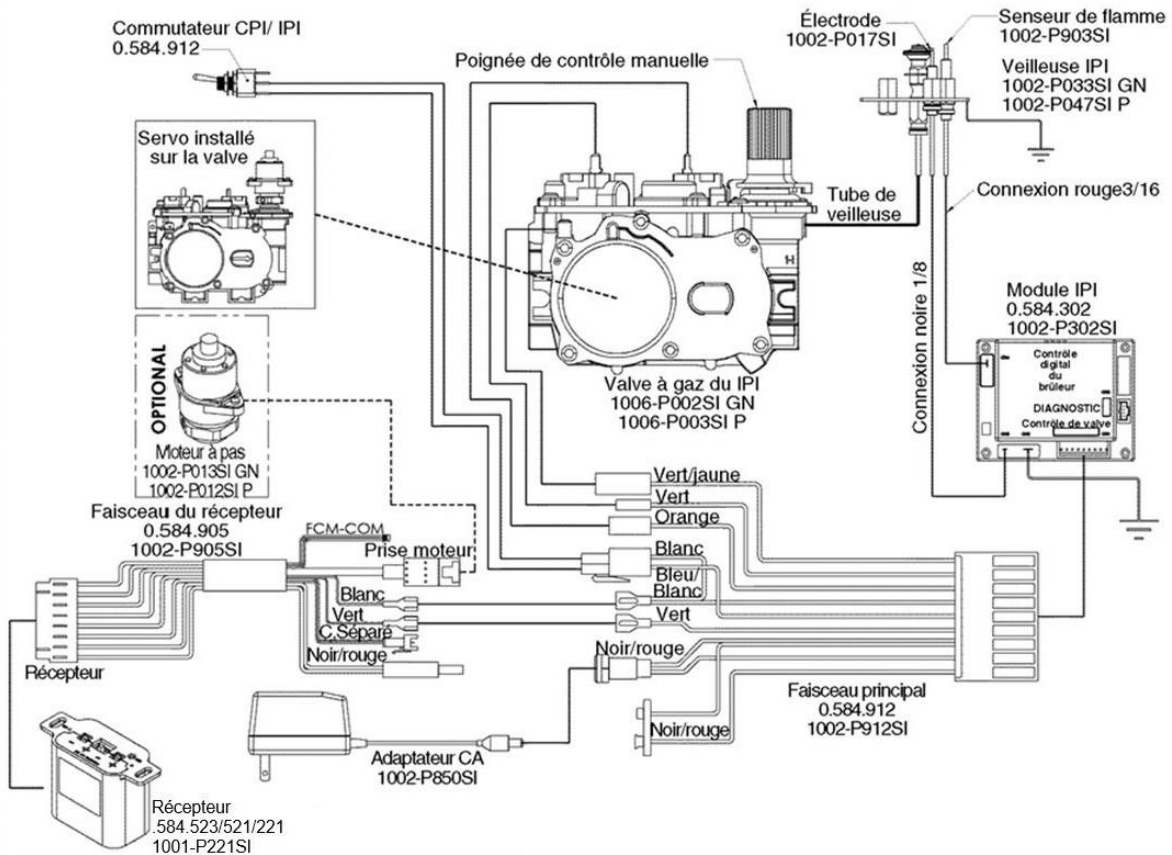 Commutateur CPI/ IPI
0.584.912
Poignée de contrôle manuelle
Électrode
1002-P017SI
Senseur de flamme
1002-P903SI
Veilleuse IPI
1002-P033SI GN
1002-P047SI P
Servo installé
sur la valve
Tube de
veilleuse
Connexion rouge3/16
Connexion noire 1/8
Module IPI
0.584.302
1002-P302SI
Contrôle
digital
du
brûleur
DIAGNOSTIC
Contrôle de valve
Valve à gaz du IPI
1006-P002SI GN
1006-P003SI P
OPTIONAL
Moteur à pas
1002-P013SI GN
1002-P012SI P
Faisceau du récepteur
0.584.905
1002-P905SI
FCM-COM
Prise moteur
Blanc
Vert
C.Séparé
Noir/rouge
Récepteur
Vert/jaune
Vert
Orange
Blanc
Bleu/
Blanc
Vert
Noir/rouge
Noir/rouge
Faisceau principal
0.584.912
1002-P912SI
Adaptateur CA
1002-P850SI
Récepteur
.584.523/521/221
1001-P221SI